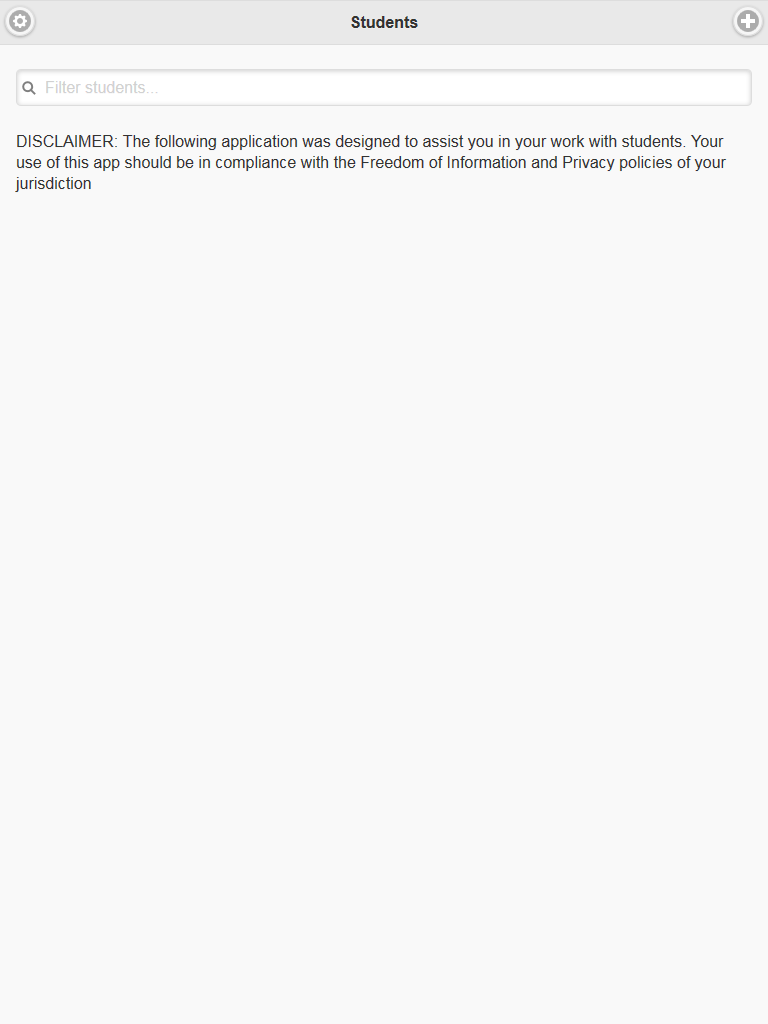 Students
Filter students...
DISCLAIMER: The following application was designed to assist you in your work with students. Your
use of this app should be in compliance with the Freedom of Information and Privacy policies of your
jurisdiction